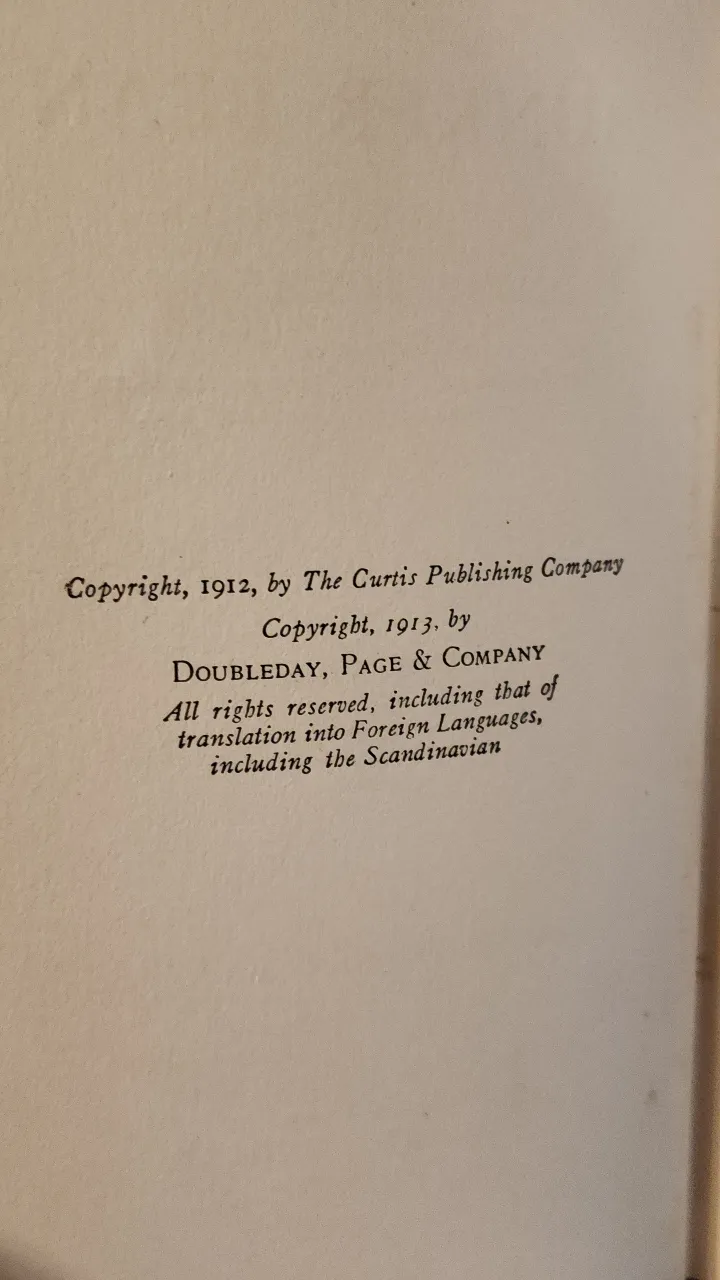 Copyright, 1912, by The Curtis Publishing Company
Copyright, 1913, by
DOUBLEDAY, PAGE & COMPANY
All rights reserved, including that of
translation into Foreign Languages,
including the Scandinavian